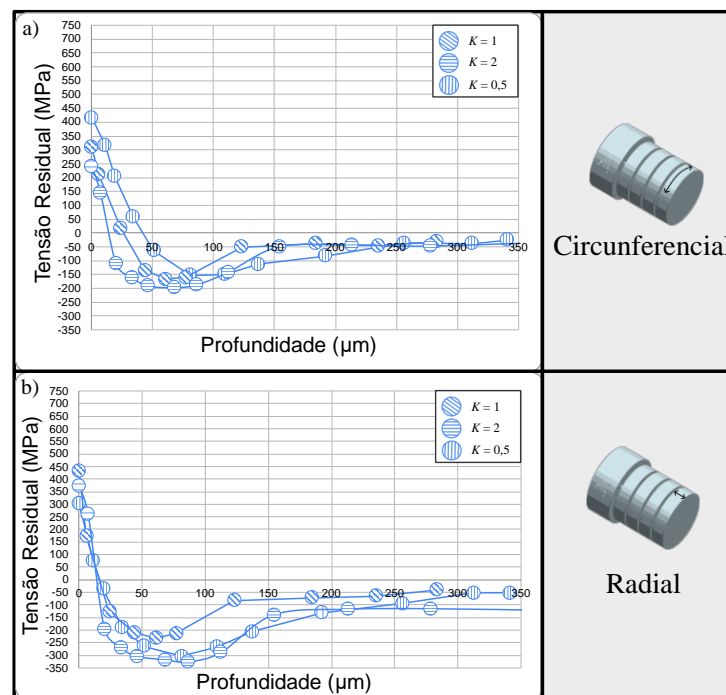 a)
Tensão Residual (MPa)
750
700
650
600
550
500
450
400
350
300
250
200
150
100
50
0
-50
-100
-150
-200
-250
-300
-350
0 50 100 150 200 250 300 350
Profundidade (µm)
K = 1
K = 2
K = 0,5
Circunferencial
b)
Tensão Residual (MPa)
750
700
650
600
550
500
450
400
350
300
250
200
150
100
50
0
-50
-100
-150
-200
-250
-300
-350
0 50 100 150 200 250 300 350
Profundidade (µm)
K = 1
K = 2
K = 0,5
Radial